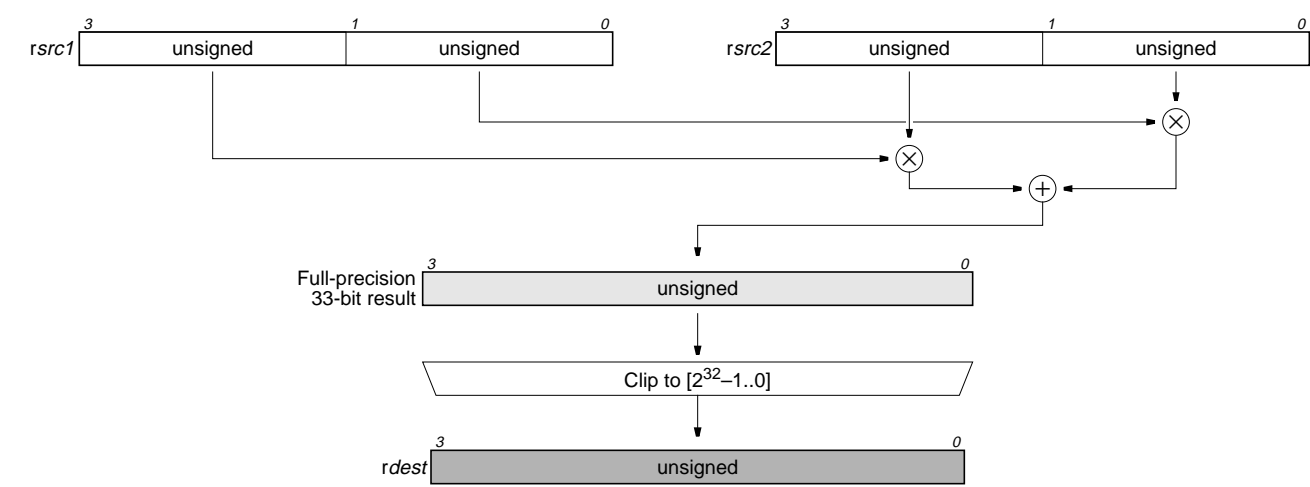 3 1 0 3 1 0
rsrc1 unsigned unsigned rsrc2 unsigned unsigned
×
×
+
3 0
Full-precision
33-bit result unsigned
Clip to [2³²–1..0]
3 0
rdest unsigned